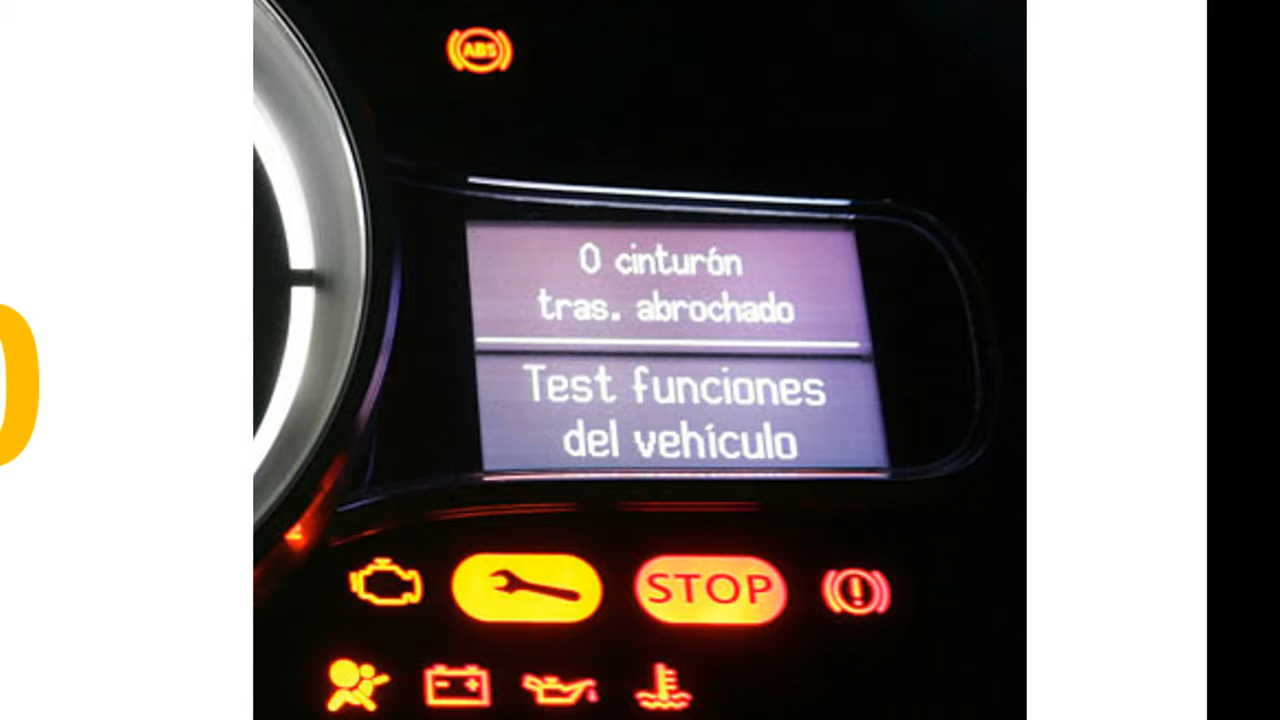 ABS
0 cinturón
tras. abrochado
Test funciones
del vehículo
STOP